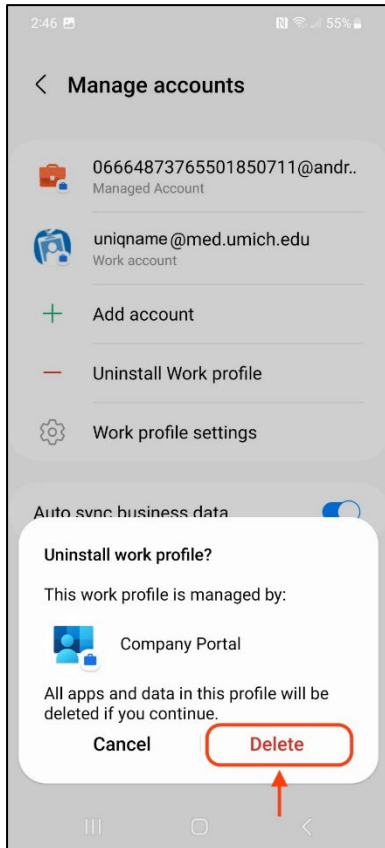 2:46 55%
Manage accounts
06664873765501850711@andr..
Managed Account
uniqname@med.umich.edu
Work account
Add account
Uninstall Work profile
Work profile settings
Auto sync business data
Uninstall work profile?
This work profile is managed by:
Company Portal
All apps and data in this profile will be
deleted if you continue.
Cancel Delete